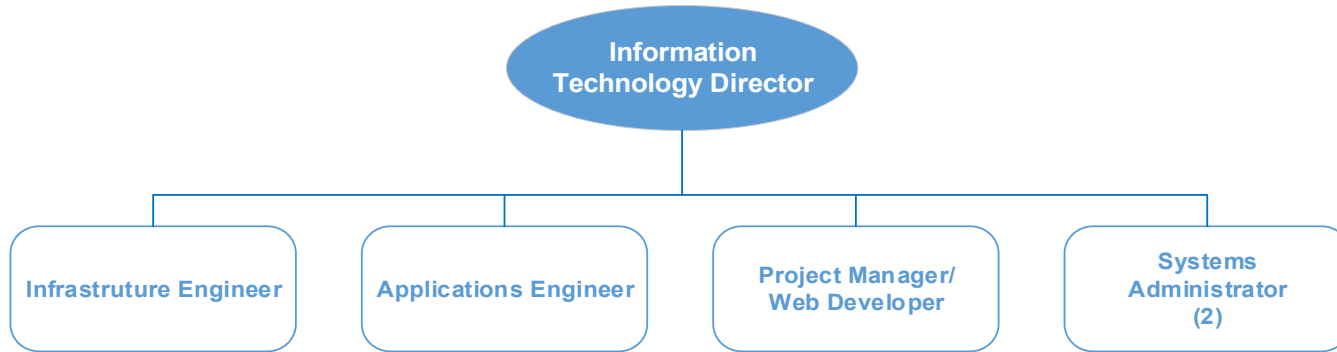 Information
Technology Director
Infrastruture Engineer
Applications Engineer
Project Manager/
Web Developer
Systems
Administrator
(2)